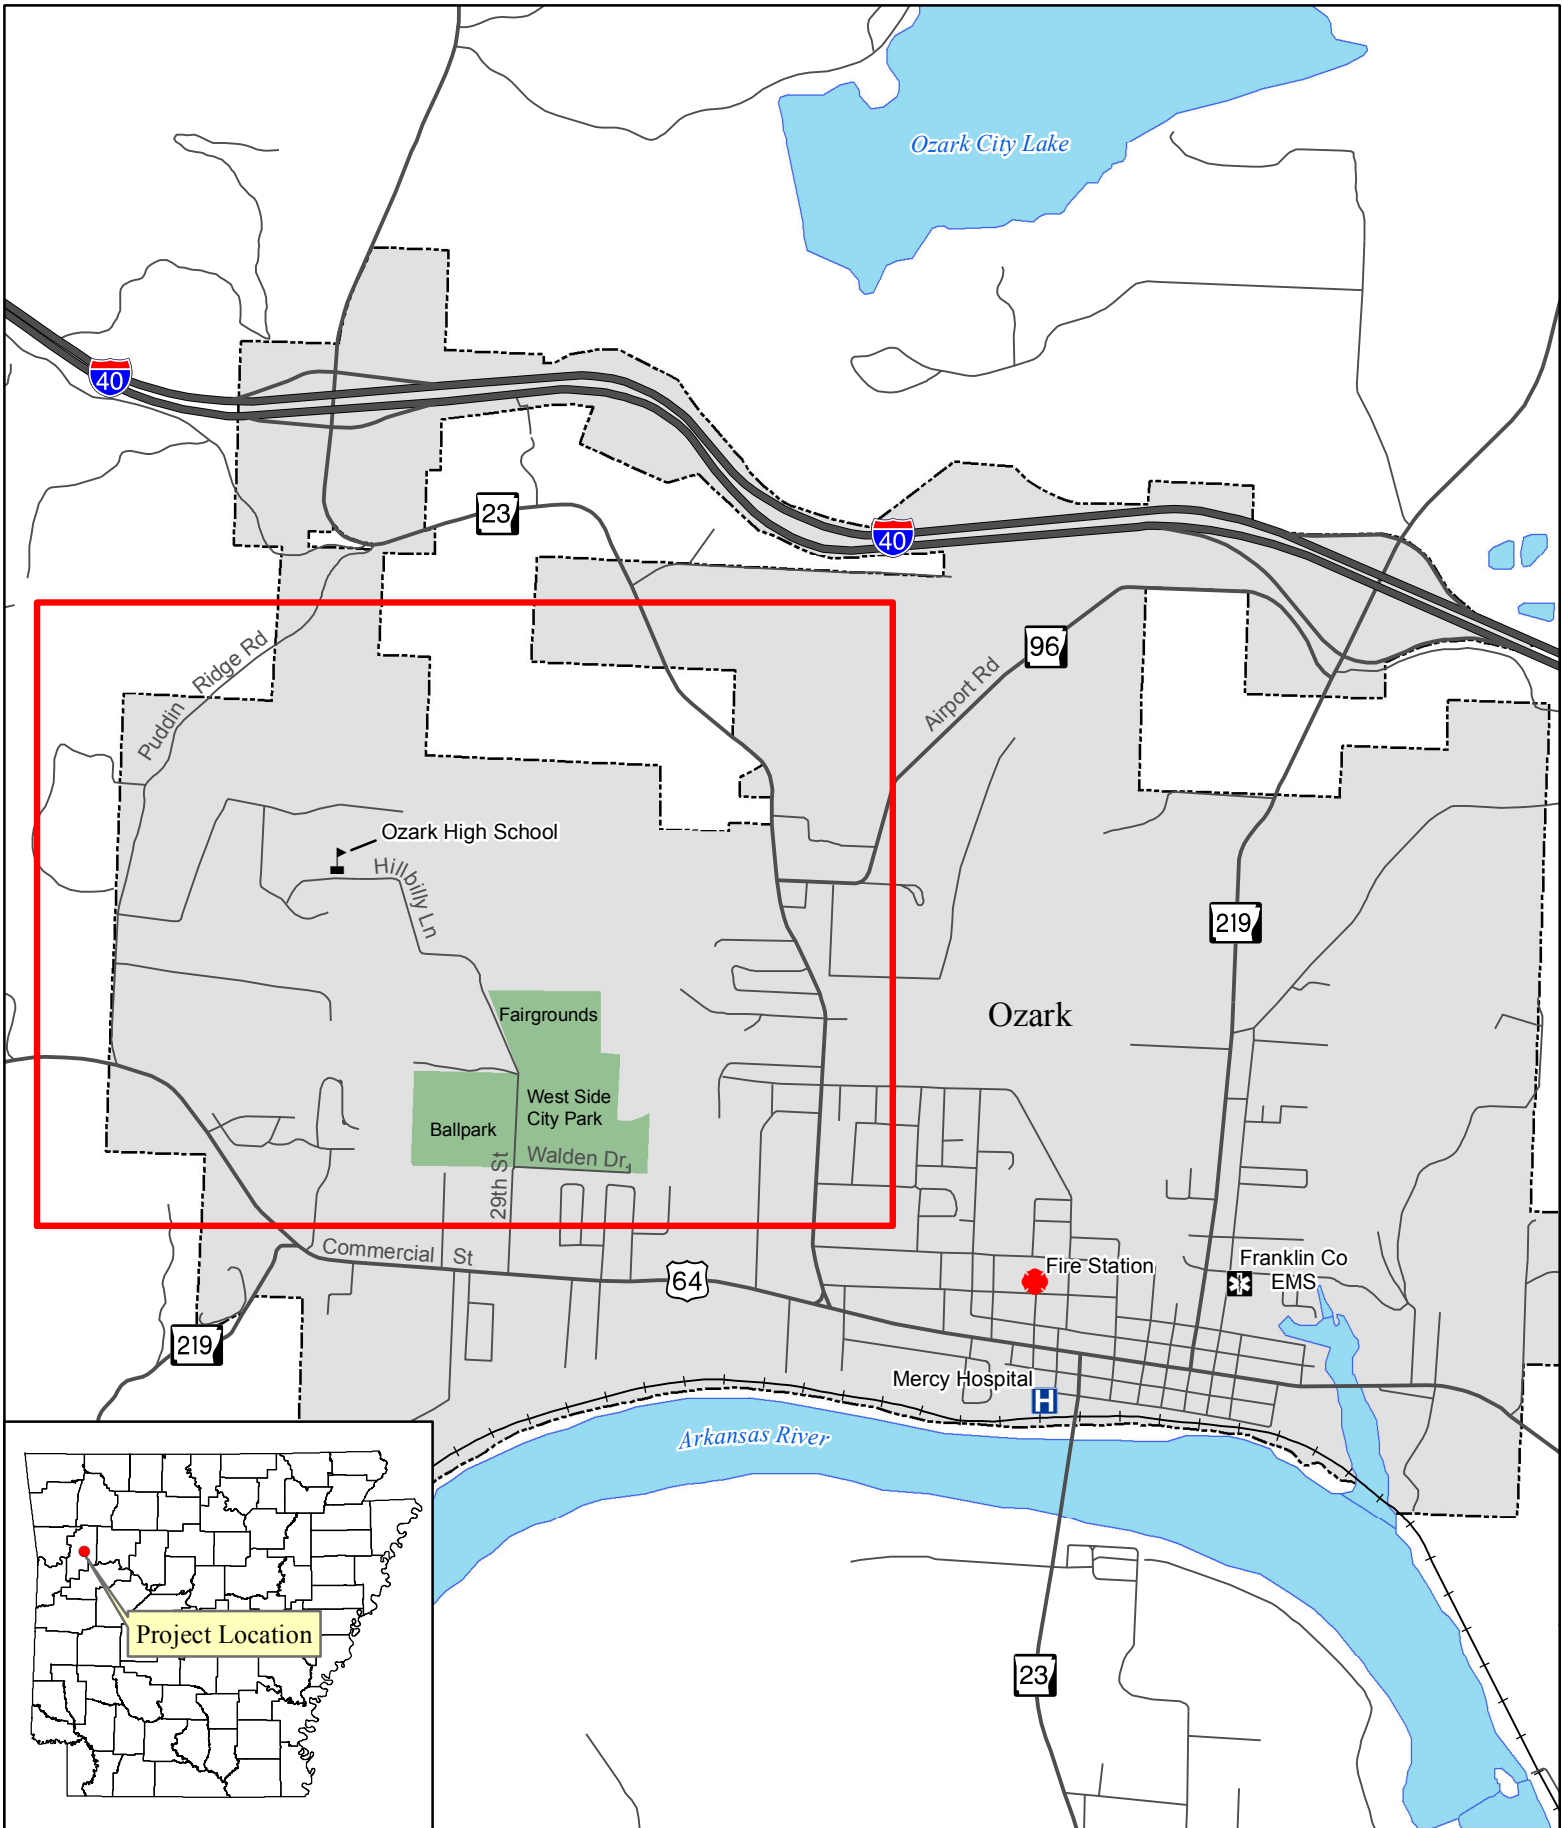 Ozark City Lake
40
23
40
96
Puddin Ridge Rd
Airport Rd
Ozark High School
Hillbilly Ln
219
Fairgrounds
Ozark
West Side
City Park
Ballpark
Walden Dr.
29th St
Commercial St
64
Fire Station
Franklin Co
EMS
219
Mercy Hospital
H
Arkansas River
Project Location
23